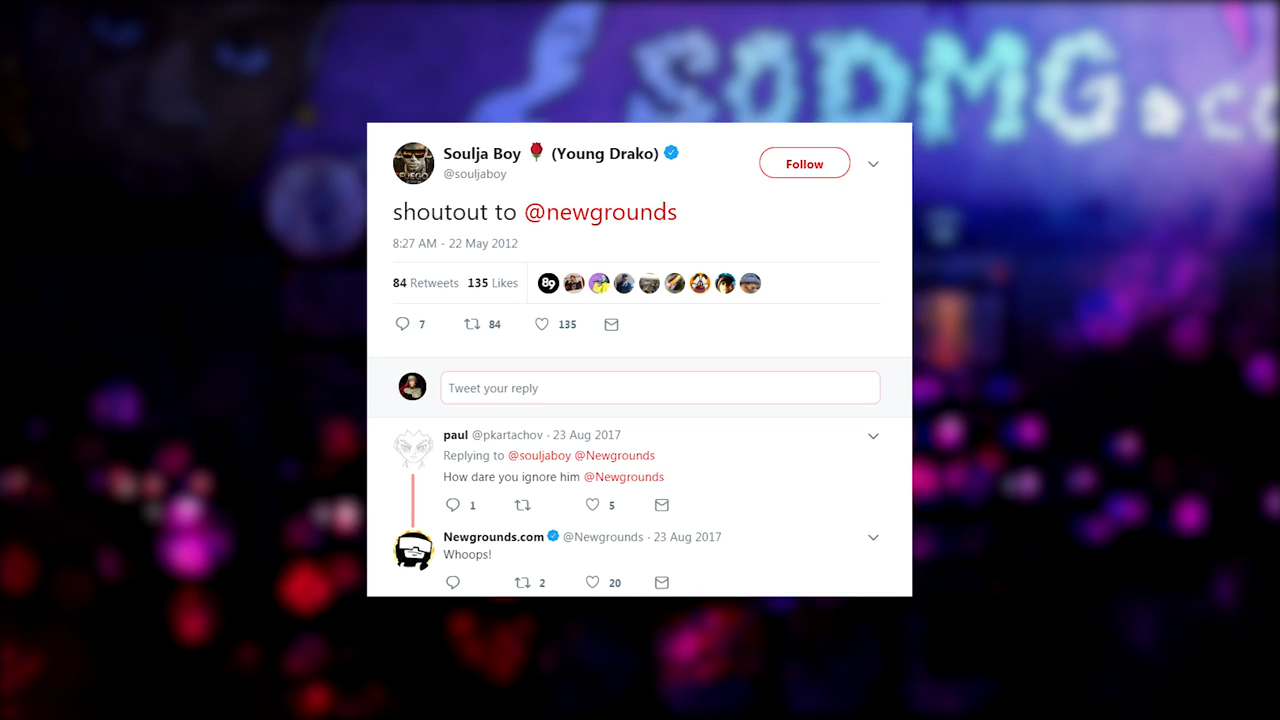 SODMG & CO
Soulja Boy 🌹 (Young Drako)
Follow
@souljaboy
shoutout to @newgrounds
8:27 AM - 22 May 2012
84 Retweets 135 Likes
89
7 84 135
Tweet your reply
paul @pkartachov · 23 Aug 2017
Replying to @souljaboy @Newgrounds
How dare you ignore him @Newgrounds
1 5
Newgrounds.com @Newgrounds · 23 Aug 2017
Whoops!
2 20